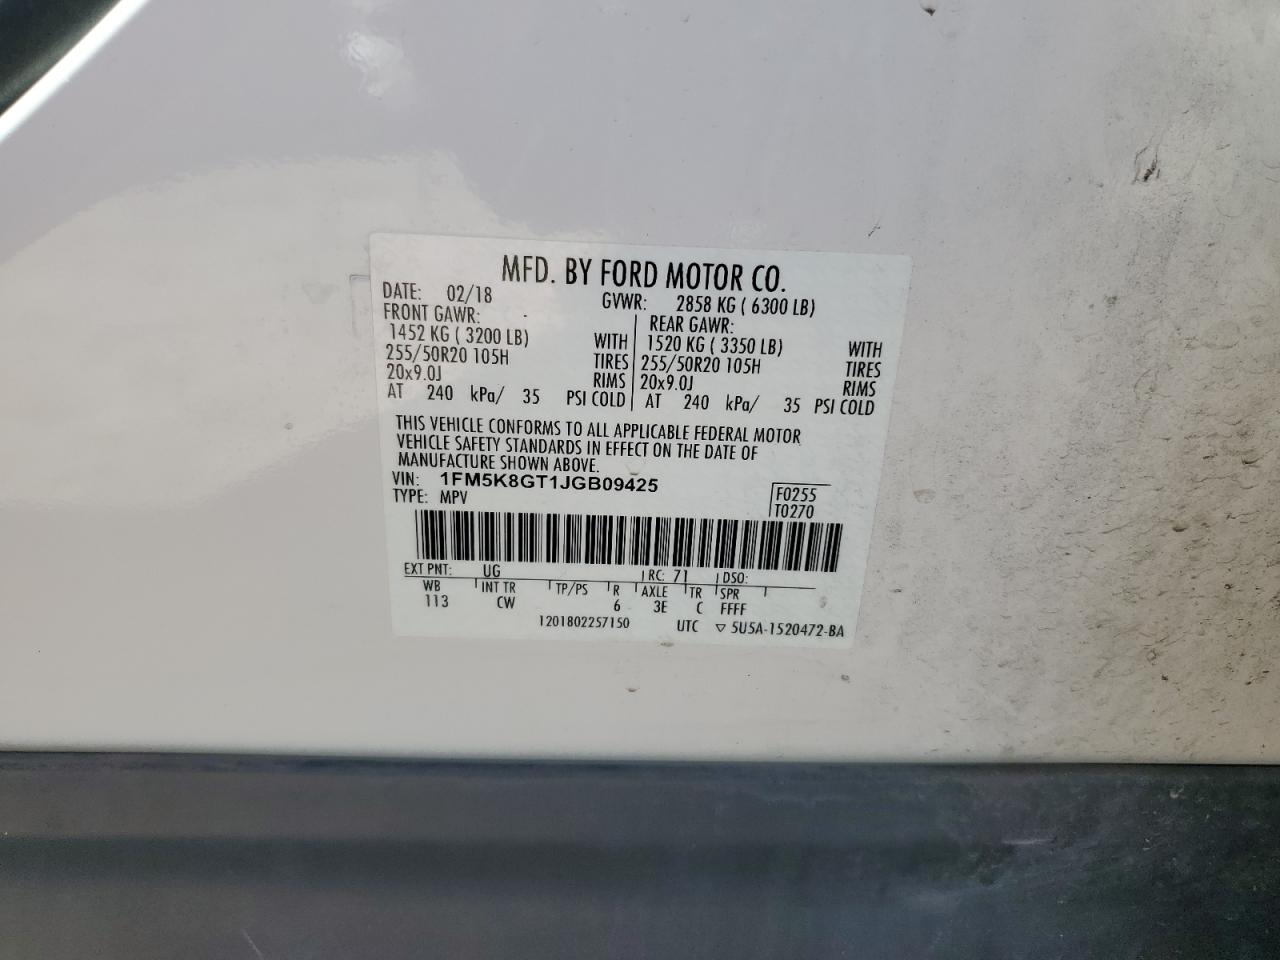 MFD. BY FORD MOTOR CO.
DATE: 02/18 GVWR: 2858 KG ( 6300 LB)
FRONT GAWR: REAR GAWR:
1452 KG ( 3200 LB) WITH 1520 KG ( 3350 LB) WITH
255/50R20 105H TIRES 255/50R20 105H TIRES
20x9.0J RIMS 20x9.0J RIMS
AT 240 kPa/ 35 PSI COLD AT 240 kPa/ 35 PSI COLD
THIS VEHICLE CONFORMS TO ALL APPLICABLE FEDERAL MOTOR
VEHICLE SAFETY STANDARDS IN EFFECT ON THE DATE OF
MANUFACTURE SHOWN ABOVE.
VIN: 1FM5K8GT1JGB09425 F0255
TYPE: MPV T0270
EXT PNT: UG RC: 71 DSO:
WB INT TR TP/PS R AXLE TR SPR
113 CW 6 3E C FFFF
1201802257150 UTC ▽ 5U5A-1520472-BA